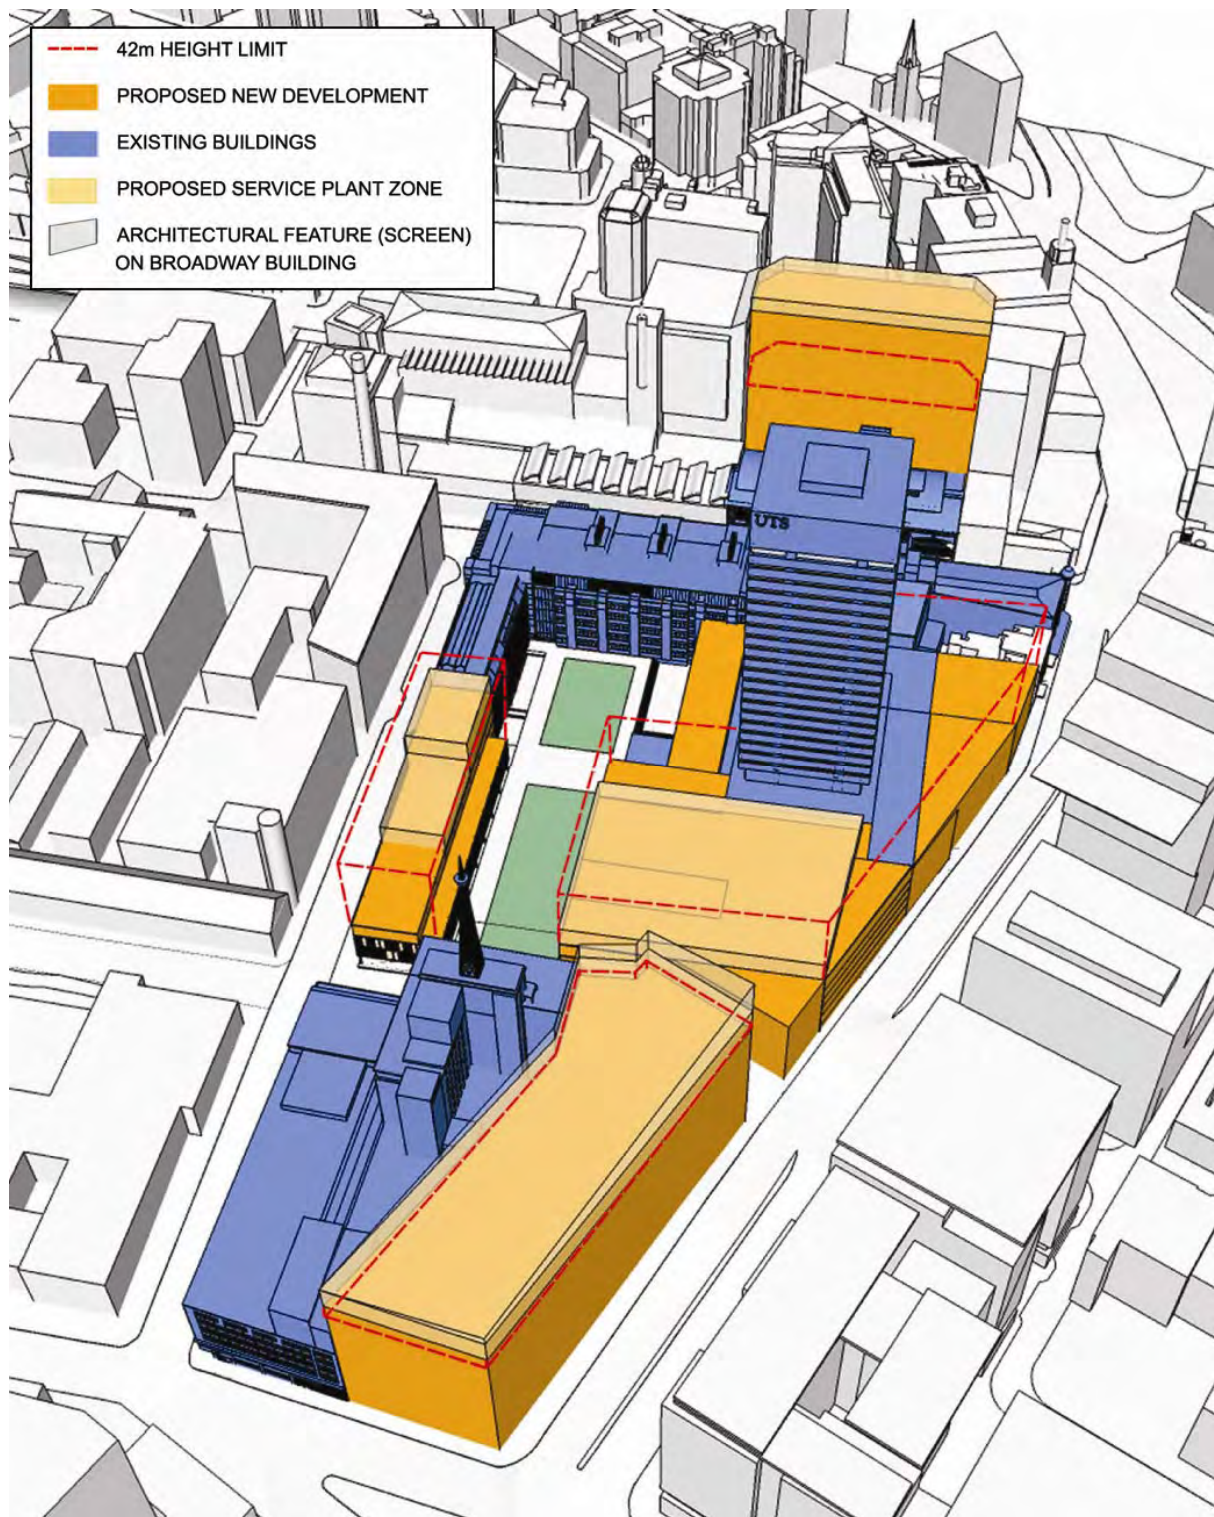 42m HEIGHT LIMIT
PROPOSED NEW DEVELOPMENT
EXISTING BUILDINGS
PROPOSED SERVICE PLANT ZONE
ARCHITECTURAL FEATURE (SCREEN)
ON BROADWAY BUILDING
UTS